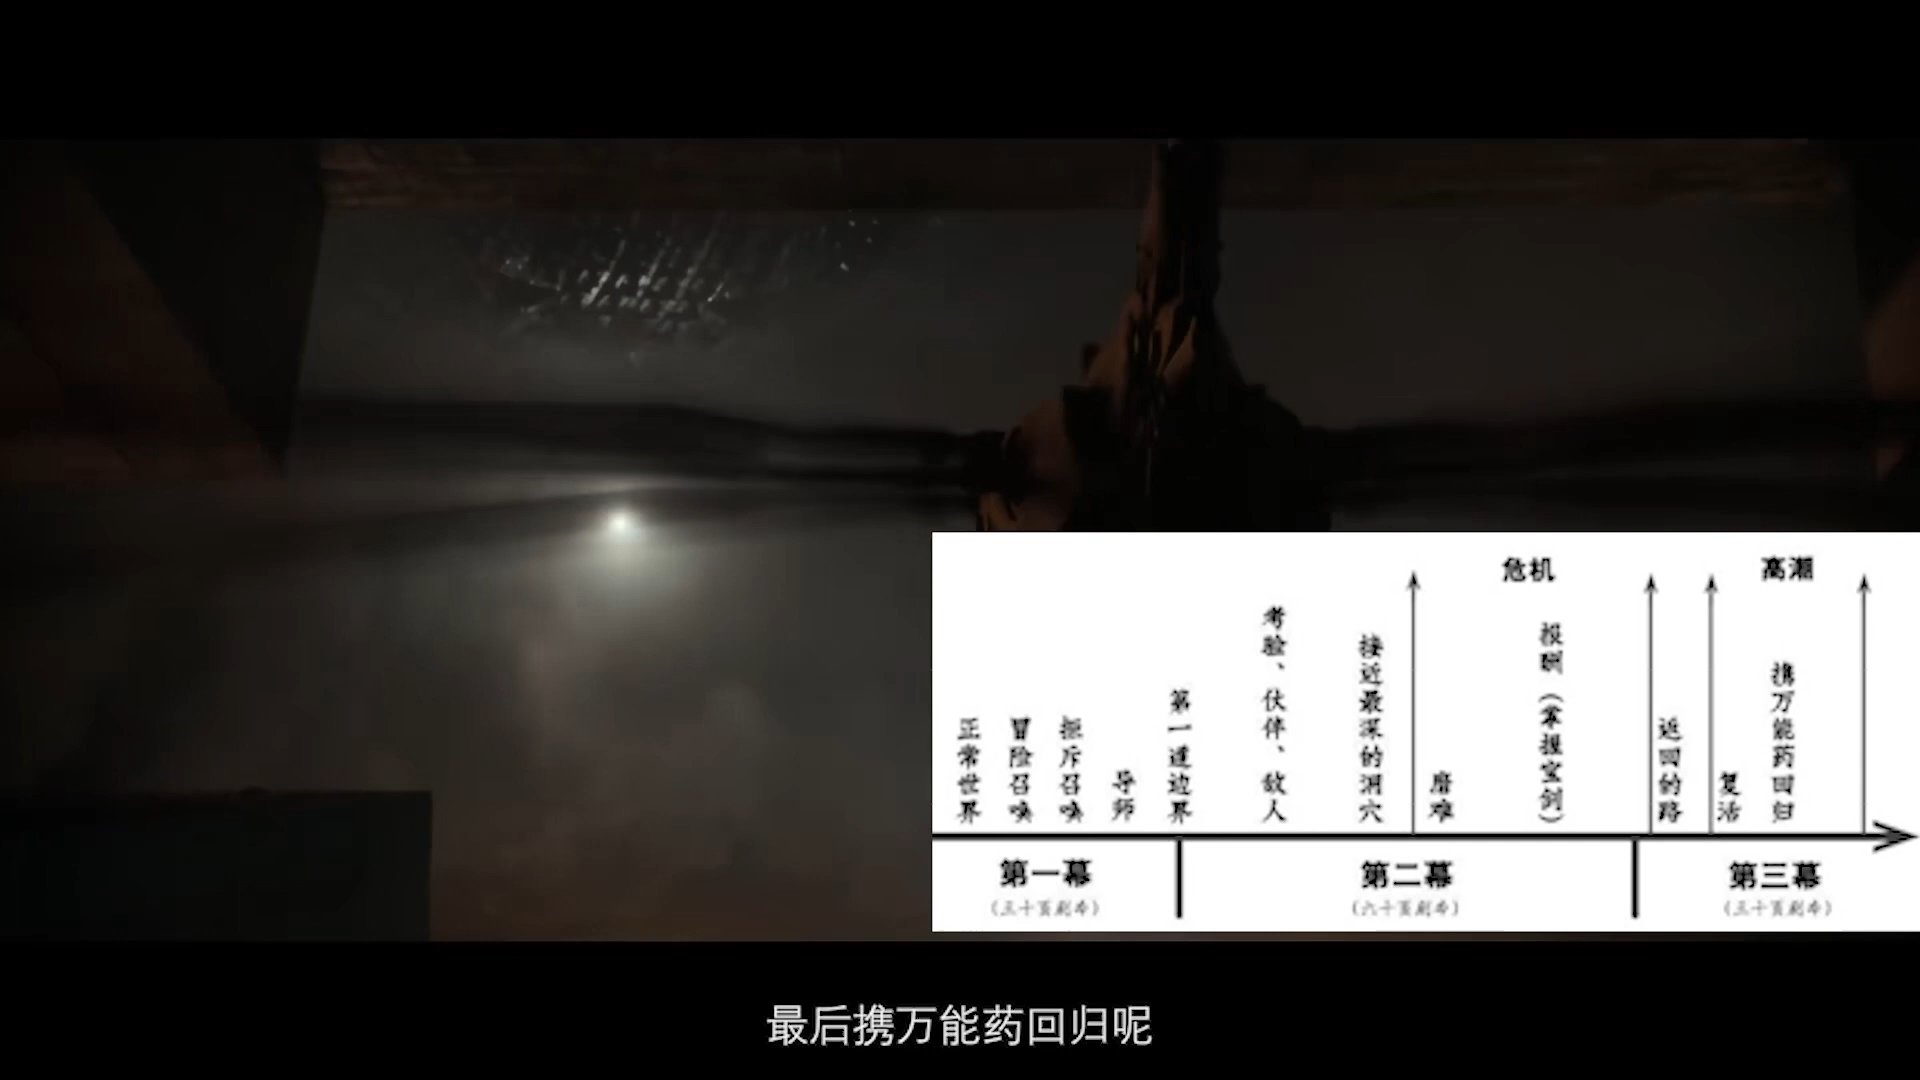 危机
高潮
正常世界
冒险召唤
拒斥召唤
导师
第一道边界
考验、伙伴、敌人
接近最深的洞穴
磨难
报酬（掌握宝剑）
返回的路
复活
携万能药回归
第一幕
第二幕
第三幕
（三十页剧本）
（六十页剧本）
（三十页剧本）
最后携万能药回归呢